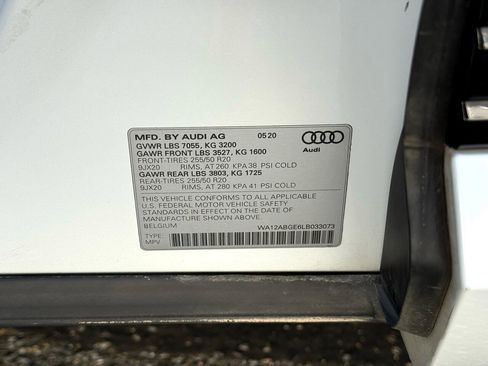 MFD. BY AUDI AG 05 20
GVWR LBS 7055, KG 3200
GAWR FRONT LBS 3527, KG 1600
FRONT-TIRES 255/50 R20
9JX20 RIMS, AT 260 KPA 38 PSI COLD
GAWR REAR LBS 3803, KG 1725
REAR-TIRES 255/50 R20
9JX20 RIMS, AT 280 KPA 41 PSI COLD
Audi
THIS VEHICLE CONFORMS TO ALL APPLICABLE
U.S. FEDERAL MOTOR VEHICLE SAFETY
STANDARDS IN EFFECT ON THE DATE OF
MANUFACTURE SHOWN ABOVE.
BELGIUM WA12ABGE6LB033073
TYPE:
MPV